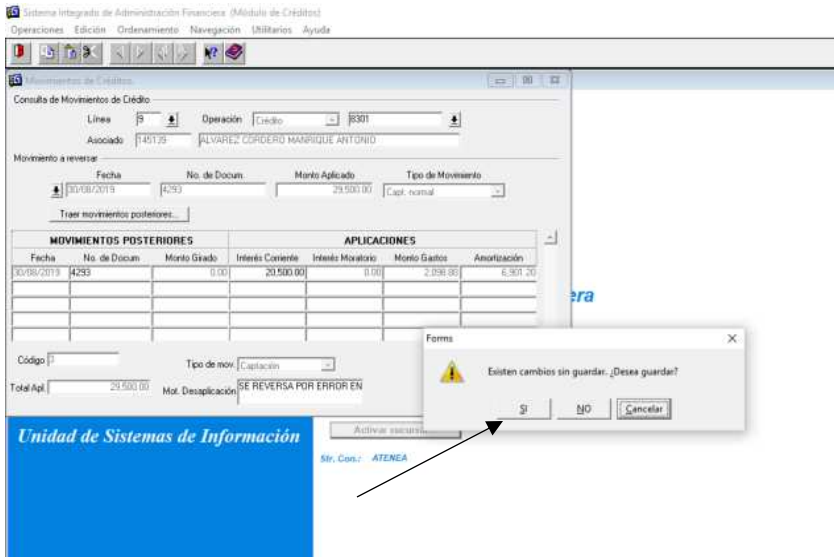 Sistema Integrado de Administración Financiera (Módulo de Créditos)
Operaciones Edición Ordenamiento Navegación Utilitarios Ayuda
Movimientos de Créditos
Consulta de Movimientos de Crédito
Línea 9 Operación Crédito 8301
Asociado 145139 ALVAREZ CORDERO MANRIQUE ANTONIO
Movimiento a reversar
Fecha No. de Docum. Monto Aplicado Tipo de Movimiento
30/08/2019 4293 29,500.00 Capt. normal
Traer movimientos posteriores...
MOVIMIENTOS POSTERIORES APLICACIONES
Fecha No. de Docum Monto Girado Interés Corriente Interés Moratorio Monto Gastos Amortización
30/08/2019 4293 0.00 20,500.00 0.00 2,098.80 6,901.20
era
Forms
Existen cambios sin guardar. ¿Desea guardar?
SI NO Cancelar
Código 3 Tipo de mov. Captación
Total Apl. 29,500.00 Mot. Desaplicación SE REVERSA POR ERROR EN
Unidad de Sistemas de Información
Activar
Str. Con.: ATENEA